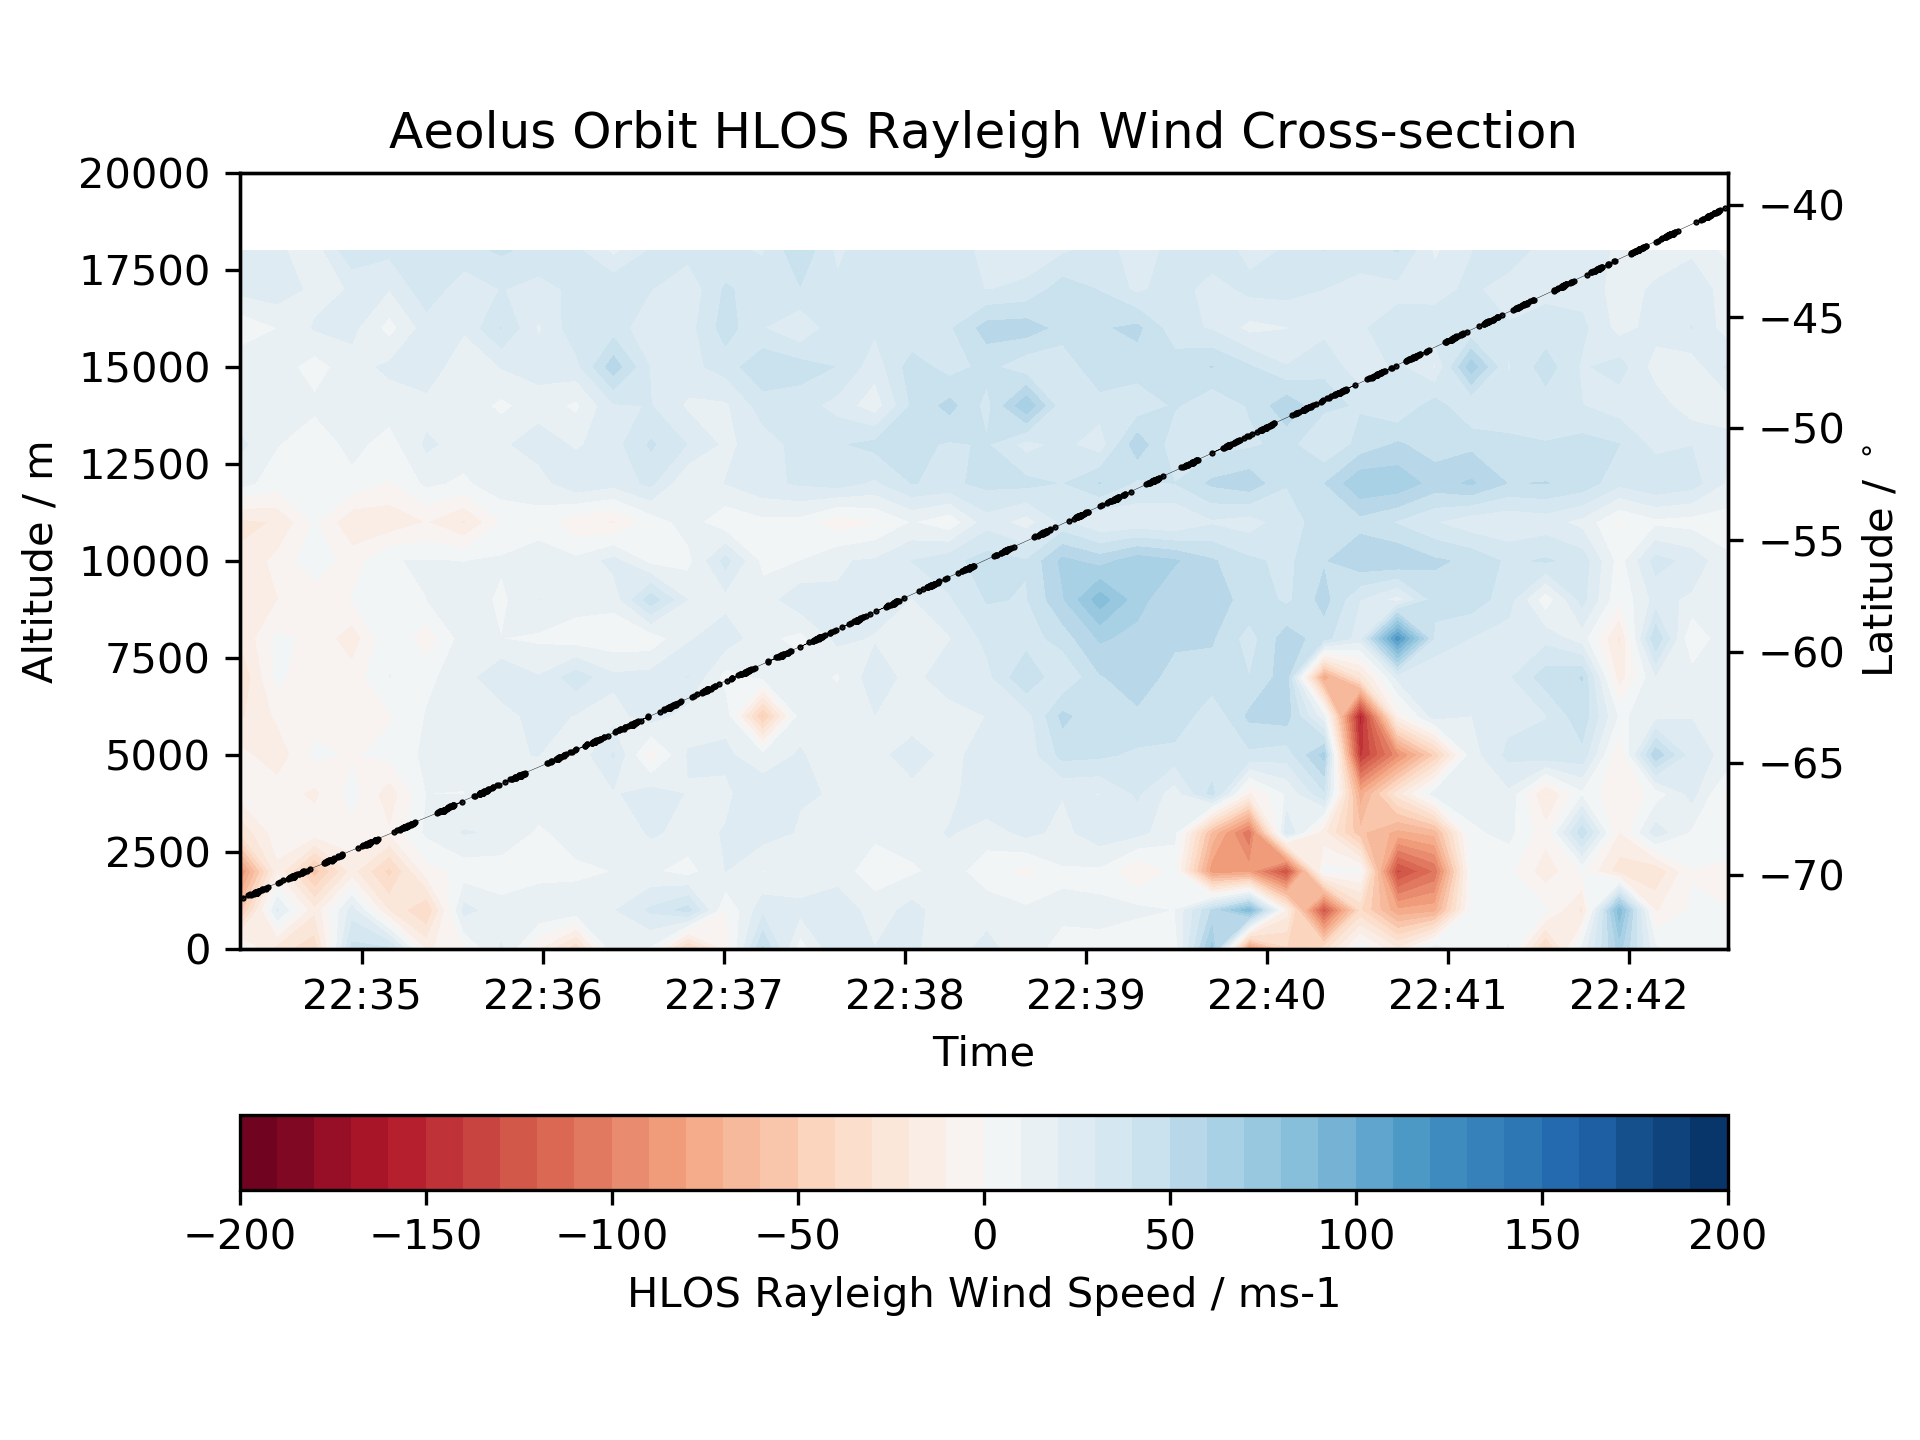 Aeolus Orbit HLOS Rayleigh Wind Cross-section
20000
17500
15000
12500
10000
7500
5000
2500
0
Altitude / m
−40
−45
−50
−55
−60
−65
−70
Latitude / °
22:35 22:36 22:37 22:38 22:39 22:40 22:41 22:42
Time
−200 −150 −100 −50 0 50 100 150 200
HLOS Rayleigh Wind Speed / ms-1